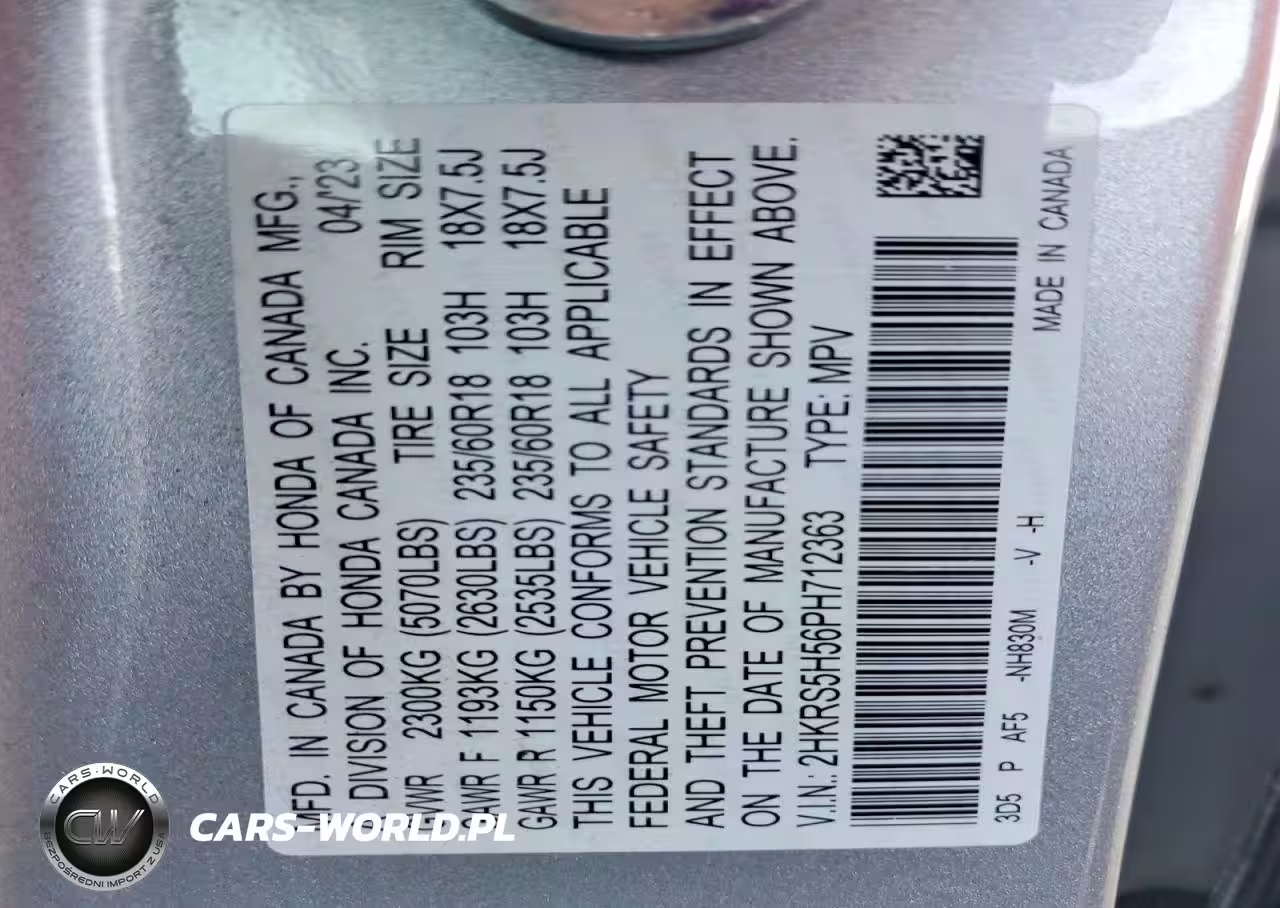 MFD. IN CANADA BY HONDA OF CANADA MFG.,
DIVISION OF HONDA CANADA INC. 04/23
GVWR 2300KG (5070LBS) TIRE SIZE RIM SIZE
GAWR F 1193KG (2630LBS) 235/60R18 103H 18X7.5J
GAWR R 1150KG (2535LBS) 235/60R18 103H 18X7.5J
THIS VEHICLE CONFORMS TO ALL APPLICABLE
FEDERAL MOTOR VEHICLE SAFETY
AND THEFT PREVENTION STANDARDS IN EFFECT
ON THE DATE OF MANUFACTURE SHOWN ABOVE.
V.I.N.: 2HKRS5H56PH712363 TYPE: MPV
3D5 P AF5 -NH830M -V -H
MADE IN CANADA
CARS-WORLD
CW
BEZPOŚREDNI IMPORT Z USA
CARS-WORLD.PL